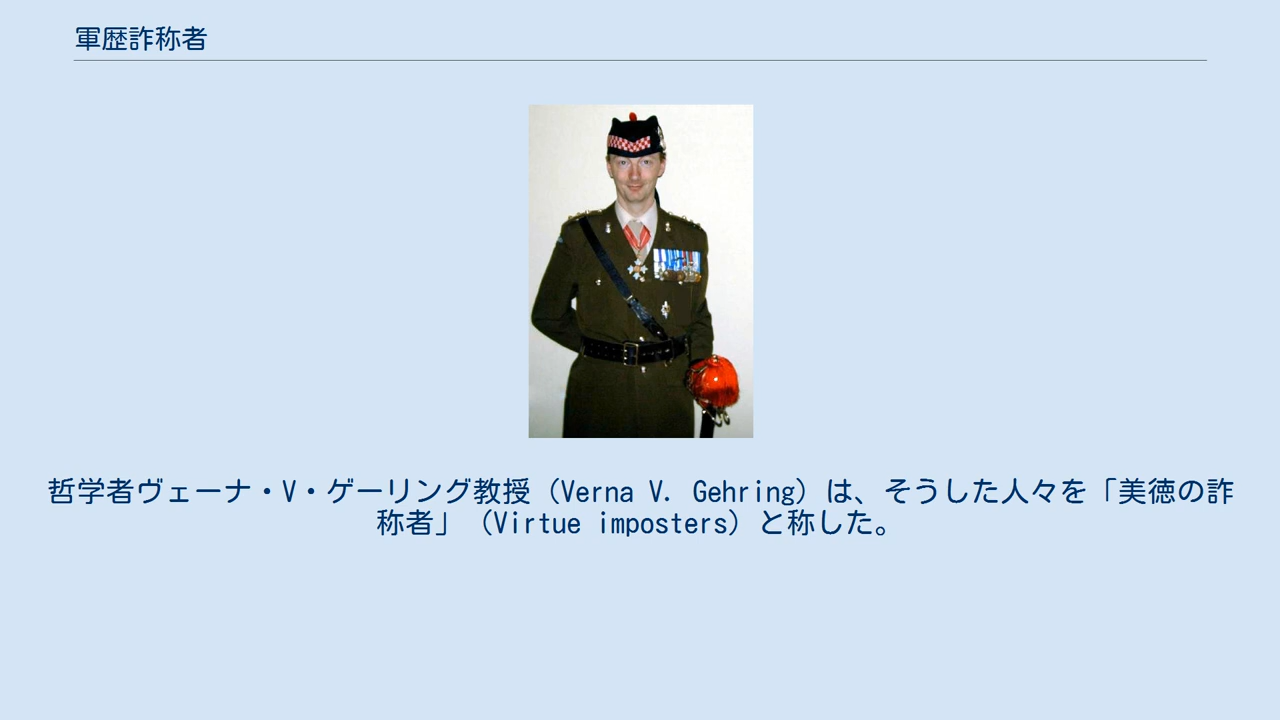 軍歴詐称者
哲学者ヴェーナ・V・ゲーリング教授（Verna V. Gehring）は、そうした人々を「美徳の詐
称者」（Virtue imposters）と称した。